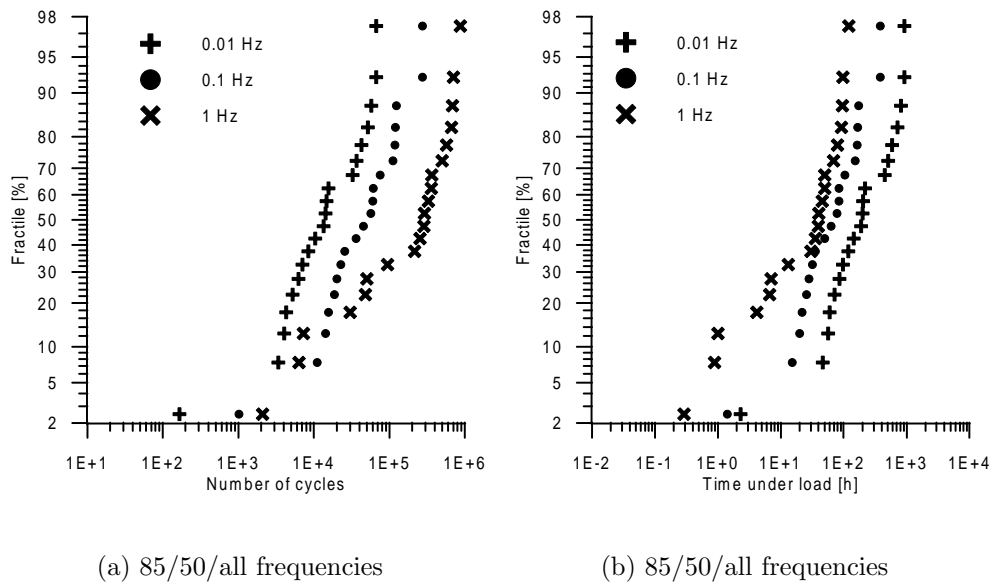 98
95
90
80
70
60
50
40
30
20
10
5
2
Fractile [%]
0.01 Hz
0.1 Hz
1 Hz
1E+1 1E+2 1E+3 1E+4 1E+5 1E+6
Number of cycles
(a) 85/50/all frequencies
98
95
90
80
70
60
50
40
30
20
10
5
2
Fractile [%]
0.01 Hz
0.1 Hz
1 Hz
1E-2 1E-1 1E+0 1E+1 1E+2 1E+3 1E+4
Time under load [h]
(b) 85/50/all frequencies